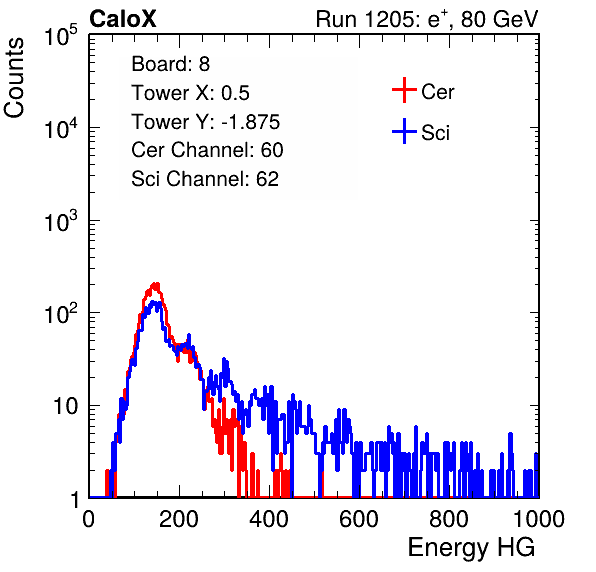 CaloX Run 1205: e⁺, 80 GeV
Counts
Board: 8
Tower X: 0.5
Tower Y: -1.875
Cer Channel: 60
Sci Channel: 62
Cer
Sci
10⁵
10⁴
10³
10²
10
1
0 200 400 600 800 1000
Energy HG